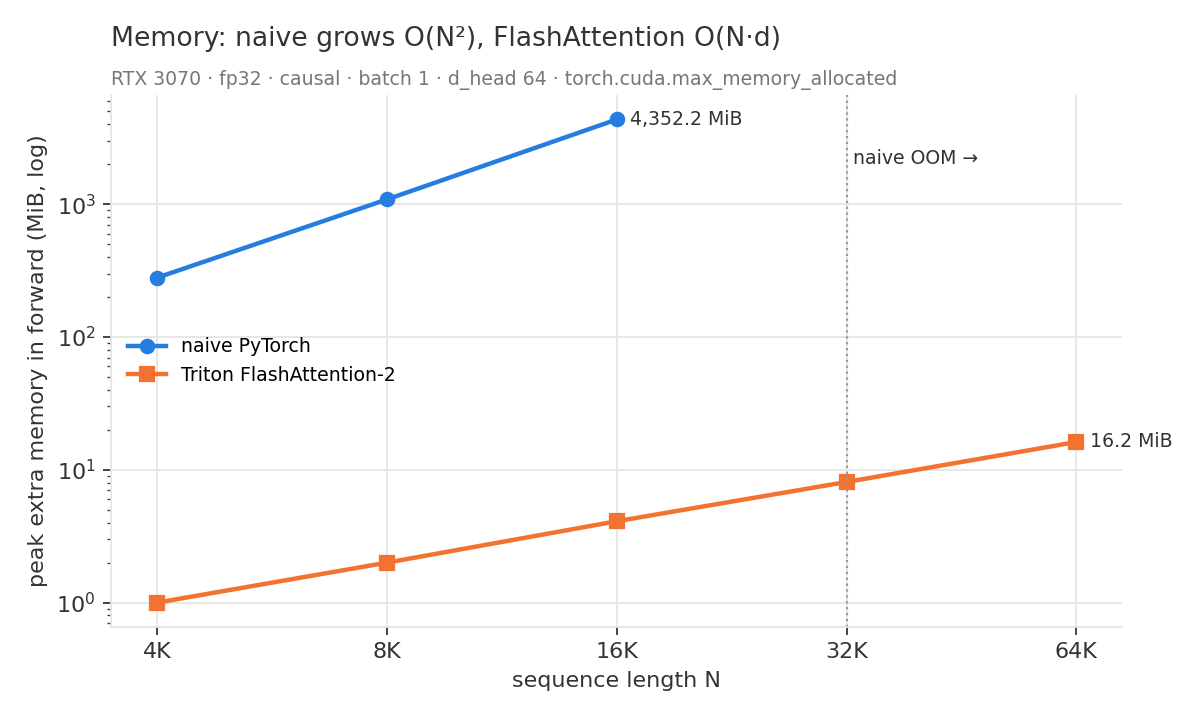 Memory: naive grows O(N²), FlashAttention O(N·d)
RTX 3070 · fp32 · causal · batch 1 · d_head 64 · torch.cuda.max_memory_allocated
peak extra memory in forward (MiB, log)
10³
10²
10¹
10⁰
4,352.2 MiB
naive OOM →
naive PyTorch
Triton FlashAttention-2
16.2 MiB
4K 8K 16K 32K 64K
sequence length N